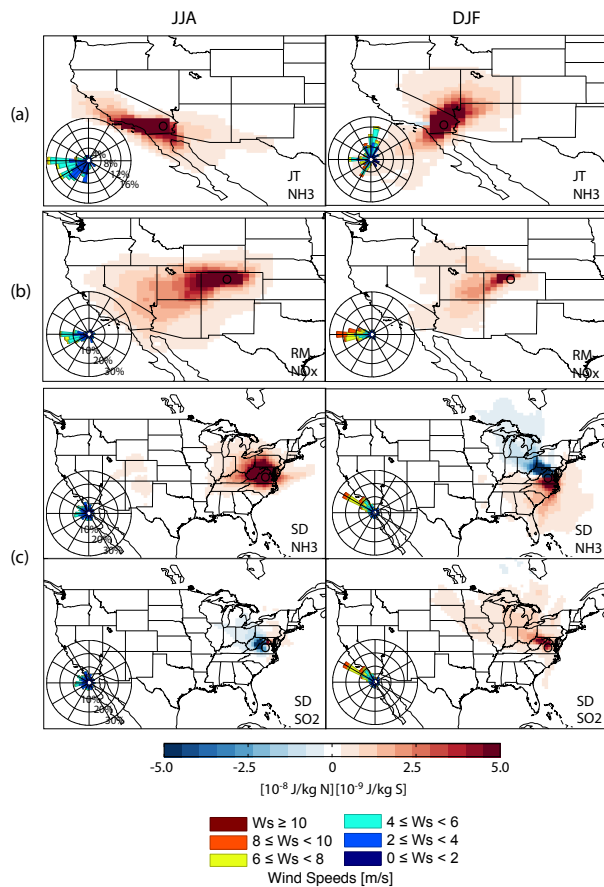 JJA DJF
(a)
4%
8%
12%
16%
JT
NH3
JT
NH3
(b)
10%
20%
30%
RM
NOx
RM
NOx
(c)
10%
20%
30%
SD
NH3
SD
NH3
10%
20%
30%
SD
SO2
SD
SO2
-5.0 -2.5 0 2.5 5.0
[10⁻⁸ J/kg N][10⁻⁹ J/kg S]
Ws ≥ 10 4 ≤ Ws < 6
8 ≤ Ws < 10 2 ≤ Ws < 4
6 ≤ Ws < 8 0 ≤ Ws < 2
Wind Speeds [m/s]